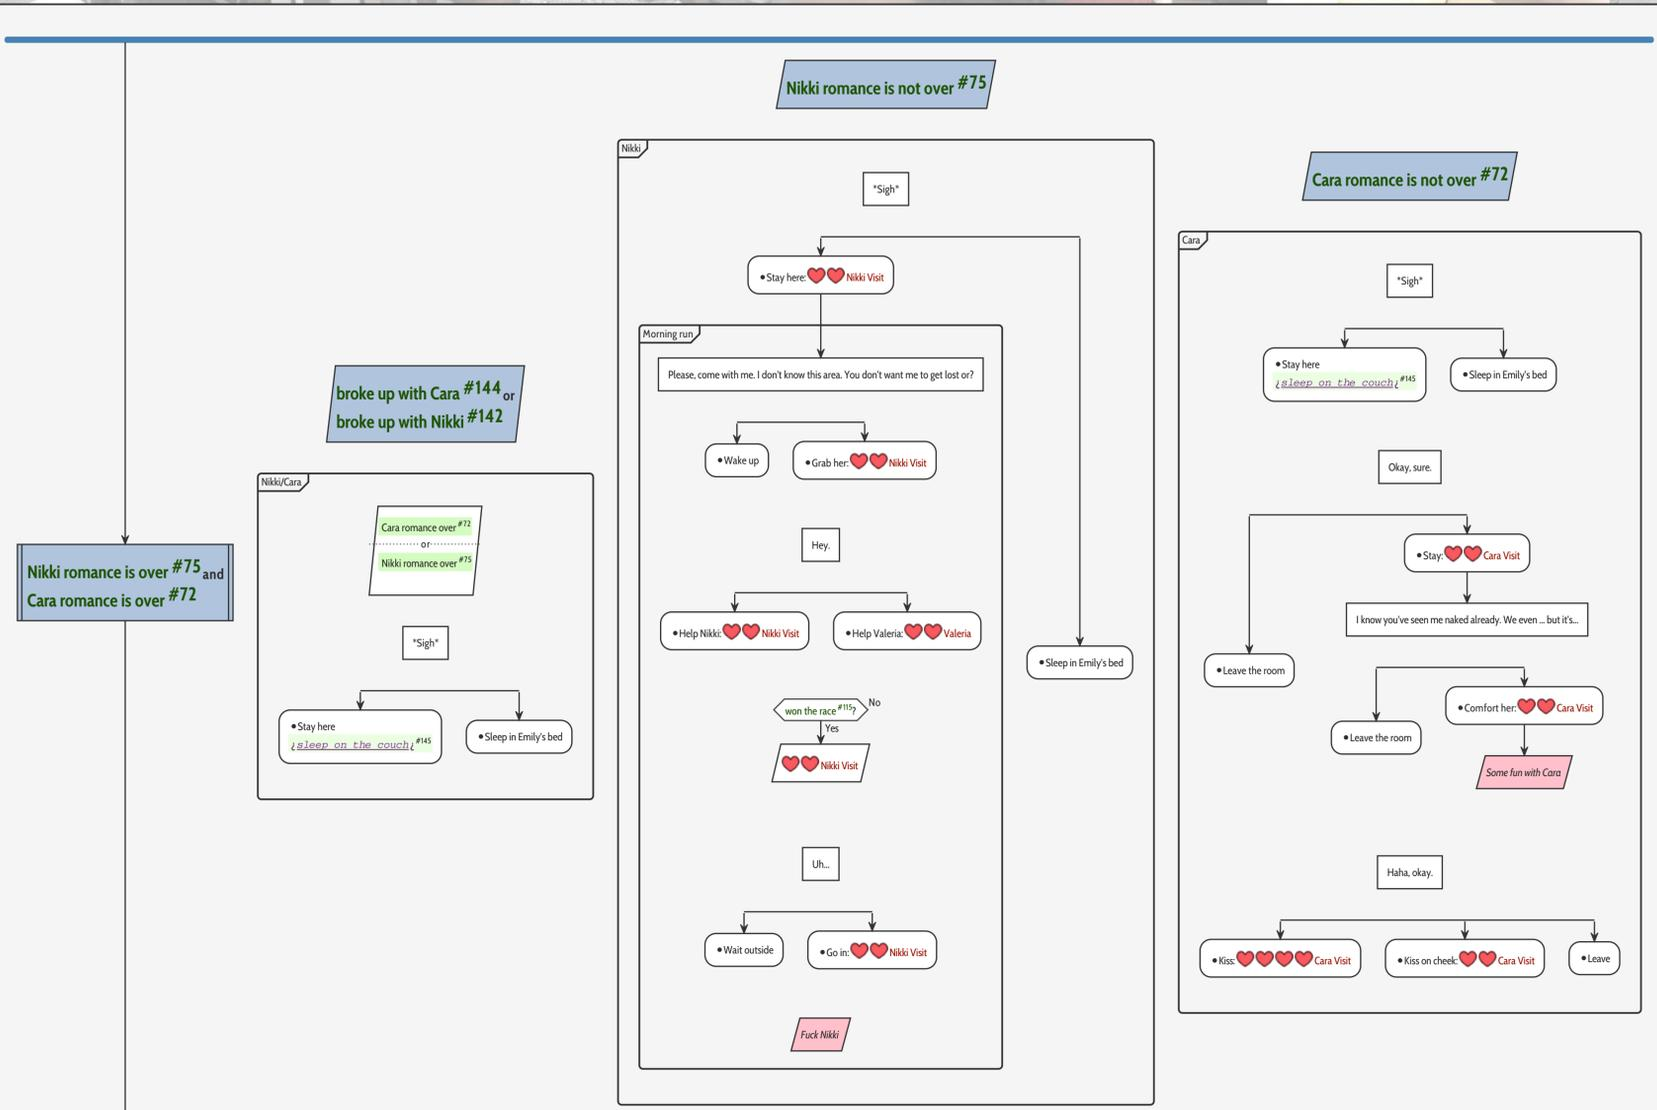 Nikki romance is not over #75
Nikki
*Sigh*
Stay here: Nikki Visit
Morning run
Please, come with me. I don't know this area. You don't want me to get lost or?
Wake up
Grab her: Nikki Visit
Hey.
Help Nikki: Nikki Visit
Help Valeria: Valeria
won the race #115?
No
Yes
Nikki Visit
Uh...
Wait outside
Go in: Nikki Visit
Fuck Nikki
Sleep in Emily's bed
Cara romance is not over #72
Cara
*Sigh*
Stay here
¿sleep on the couch¿ #145
Sleep in Emily's bed
Okay, sure.
Stay: Cara Visit
I know you've seen me naked already. We even ... but it's...
Leave the room
Comfort her: Cara Visit
Leave the room
Some fun with Cara
Haha, okay.
Kiss: Cara Visit
Kiss on cheek: Cara Visit
Leave
broke up with Cara #144 or
broke up with Nikki #142
Nikki/Cara
Cara romance over #72
or
Nikki romance over #75
*Sigh*
Stay here
¿sleep on the couch¿ #145
Sleep in Emily's bed
Nikki romance is over #75 and
Cara romance is over #72